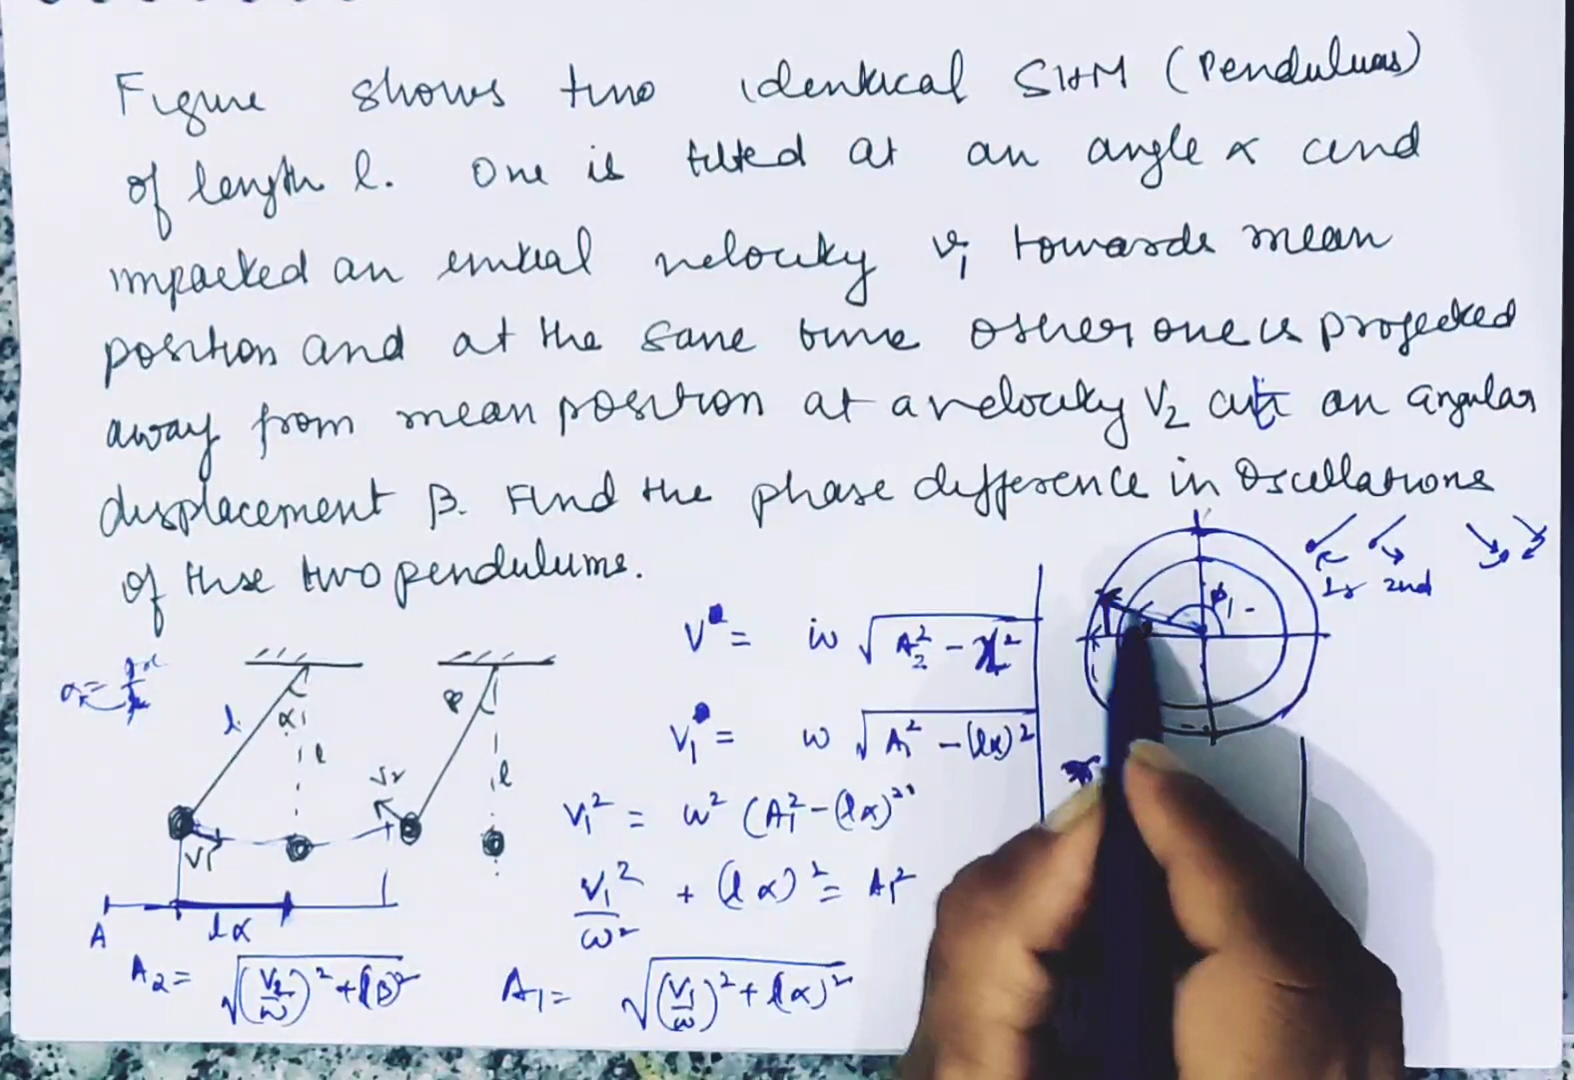 Figure shows two identical SHM (Pendulums)
of length l. One is tilted at an angle α and
imparted an initial velocity v₁ towards mean
position and at the same time other one is projected
away from mean position at a velocity V₂ at an angular
displacement β. Find the phase difference in Oscillations
of these two pendulums.
1st 2nd
ϕ₁
V = ω √(A₂² - x²)
l α l
β l
V₁ = ω √(A₁² - (lα)²)
V₁ V₂
V₁² = ω² (A₁² - (lα)²)
V₁²/ω² + (lα)² = A₁²
A lα
A₂ = √((V₂/ω)² + (lβ)²) A₁ = √((V₁/ω)² + (lα)²)